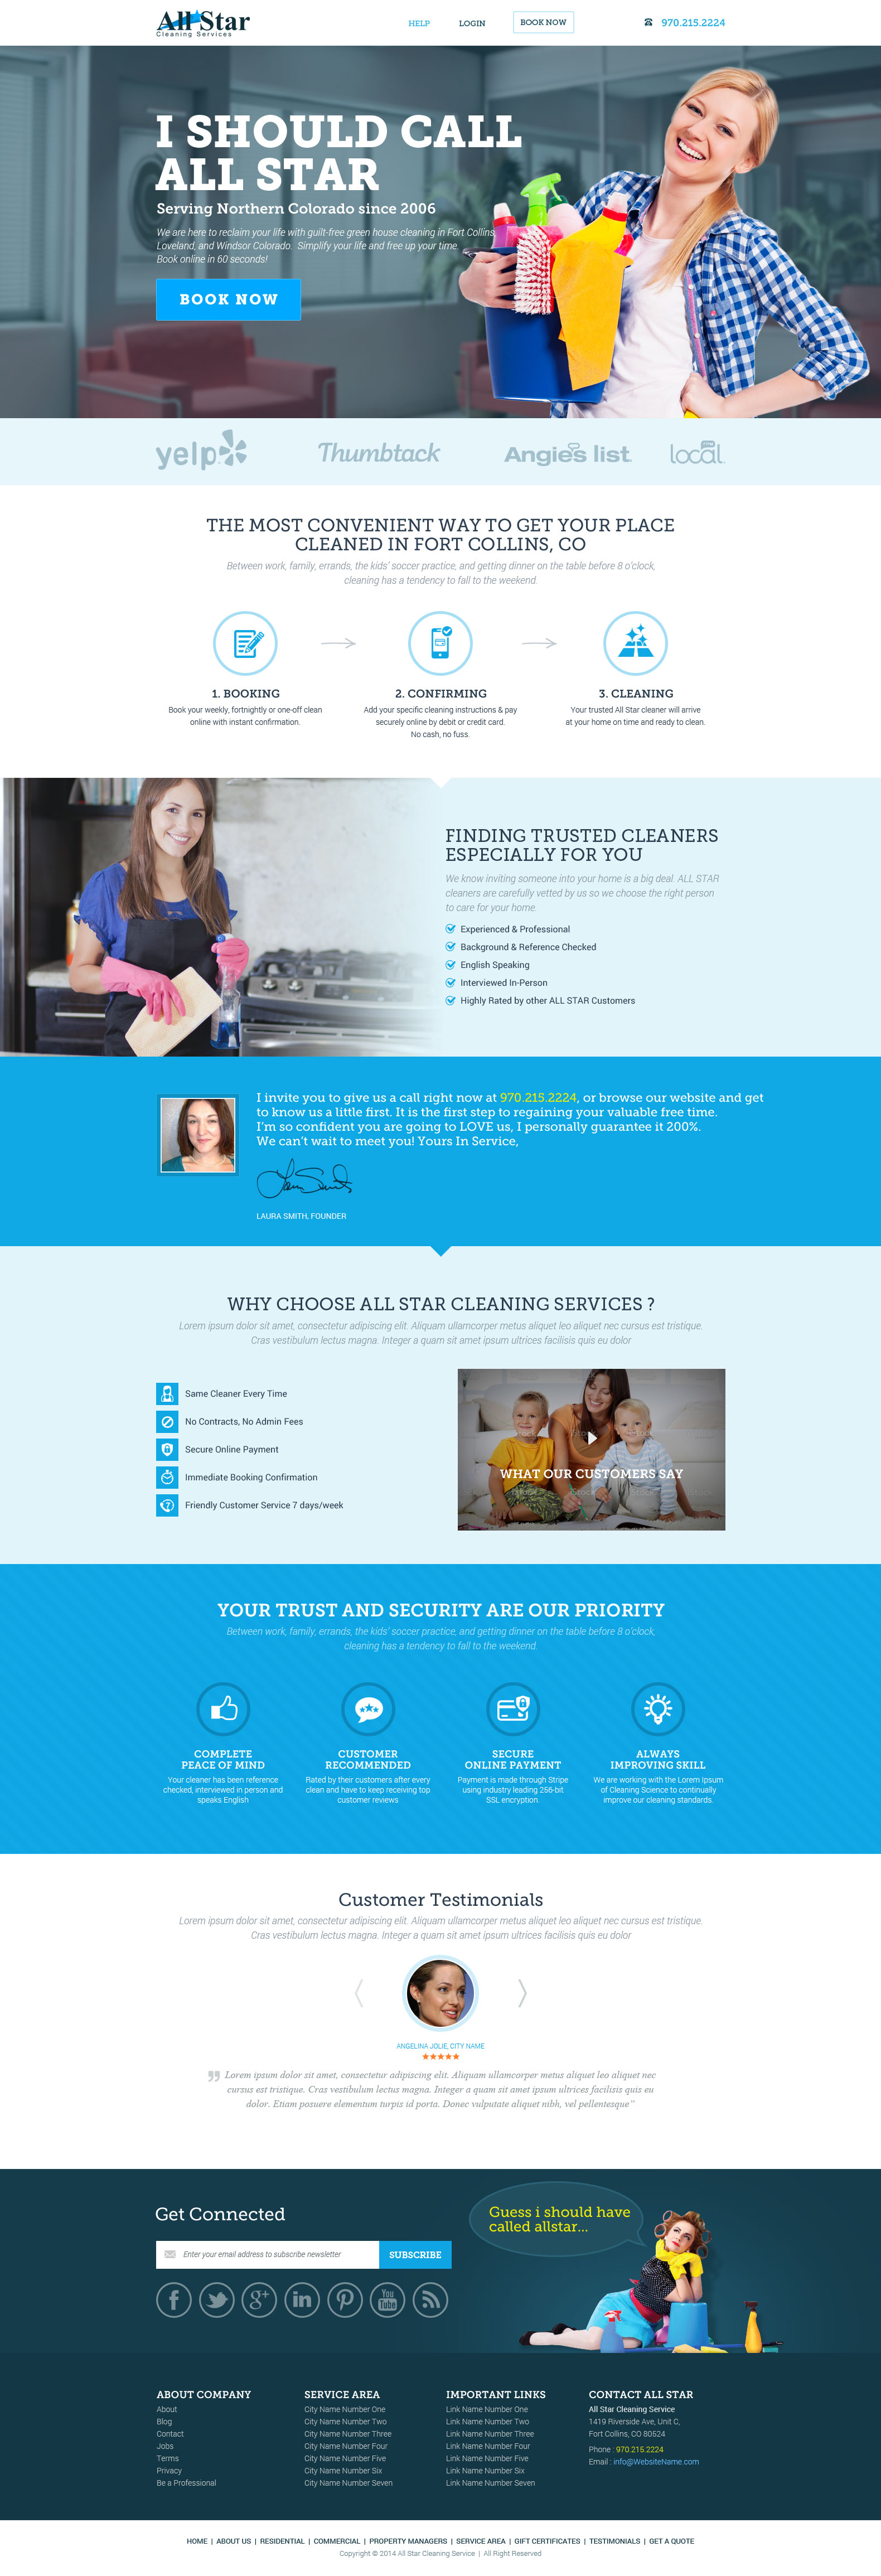 All Star
Cleaning Services
HELP
LOGIN
BOOK NOW
970.215.2224
I SHOULD CALL
ALL STAR
Serving Northern Colorado since 2006
We are here to reclaim your life with guilt-free green house cleaning in Fort Collins,
Loveland, and Windsor Colorado. Simplify your life and free up your time.
Book online in 60 seconds!
BOOK NOW
yelp
Thumbtack
Angie's list.
local.
THE MOST CONVENIENT WAY TO GET YOUR PLACE
CLEANED IN FORT COLLINS, CO
Between work, family, errands, the kids' soccer practice, and getting dinner on the table before 8 o'clock,
cleaning has a tendency to fall to the weekend.
1. BOOKING
Book your weekly, fortnightly or one-off clean
online with instant confirmation.
2. CONFIRMING
Add your specific cleaning instructions & pay
securely online by debit or credit card.
No cash, no fuss.
3. CLEANING
Your trusted All Star cleaner will arrive
at your home on time and ready to clean.
FINDING TRUSTED CLEANERS
ESPECIALLY FOR YOU
We know inviting someone into your home is a big deal. ALL STAR
cleaners are carefully vetted by us so we choose the right person
to care for your home.
Experienced & Professional
Background & Reference Checked
English Speaking
Interviewed In-Person
Highly Rated by other ALL STAR Customers
I invite you to give us a call right now at 970.215.2224, or browse our website and get
to know us a little first. It is the first step to regaining your valuable free time.
I'm so confident you are going to LOVE us, I personally guarantee it 200%.
We can't wait to meet you! Yours In Service,
LAURA SMITH, FOUNDER
WHY CHOOSE ALL STAR CLEANING SERVICES ?
Lorem ipsum dolor sit amet, consectetur adipiscing elit. Aliquam ullamcorper metus aliquet leo aliquet nec cursus est tristique.
Cras vestibulum lectus magna. Integer a quam sit amet ipsum ultrices facilisis quis eu dolor
Same Cleaner Every Time
No Contracts, No Admin Fees
Secure Online Payment
Immediate Booking Confirmation
Friendly Customer Service 7 days/week
WHAT OUR CUSTOMERS SAY
YOUR TRUST AND SECURITY ARE OUR PRIORITY
Between work, family, errands, the kids' soccer practice, and getting dinner on the table before 8 o'clock,
cleaning has a tendency to fall to the weekend.
COMPLETE
PEACE OF MIND
Your cleaner has been reference
checked, interviewed in person and
speaks English
CUSTOMER
RECOMMENDED
Rated by their customers after every
clean and have to keep receiving top
customer reviews
SECURE
ONLINE PAYMENT
Payment is made through Stripe
using industry leading 256-bit
SSL encryption.
ALWAYS
IMPROVING SKILL
We are working with the Lorem Ipsum
of Cleaning Science to continually
improve our cleaning standards.
Customer Testimonials
Lorem ipsum dolor sit amet, consectetur adipiscing elit. Aliquam ullamcorper metus aliquet leo aliquet nec cursus est tristique.
Cras vestibulum lectus magna. Integer a quam sit amet ipsum ultrices facilisis quis eu dolor
ANGELINA JOLIE, CITY NAME
Lorem ipsum dolor sit amet, consectetur adipiscing elit. Aliquam ullamcorper metus aliquet leo aliquet nec
cursus est tristique. Cras vestibulum lectus magna. Integer a quam sit amet ipsum ultrices facilisis quis eu
dolor. Etiam posuere elementum turpis id porta. Donec vulputate aliquet nibh, vel pellentesque"
Get Connected
Enter your email address to subscribe newsletter
SUBSCRIBE
Guess i should have
called allstar...
ABOUT COMPANY
About
Blog
Contact
Jobs
Terms
Privacy
Be a Professional
SERVICE AREA
City Name Number One
City Name Number Two
City Name Number Three
City Name Number Four
City Name Number Five
City Name Number Six
City Name Number Seven
IMPORTANT LINKS
Link Name Number One
Link Name Number Two
Link Name Number Three
Link Name Number Four
Link Name Number Five
Link Name Number Six
Link Name Number Seven
CONTACT ALL STAR
All Star Cleaning Service
1419 Riverside Ave, Unit C,
Fort Collins, CO 80524
Phone : 970.215.2224
Email : info@WebsiteName.com
HOME | ABOUT US | RESIDENTIAL | COMMERCIAL | PROPERTY MANAGERS | SERVICE AREA | GIFT CERTIFICATES | TESTIMONIALS | GET A QUOTE
Copyright © 2014 All Star Cleaning Service | All Right Reserved